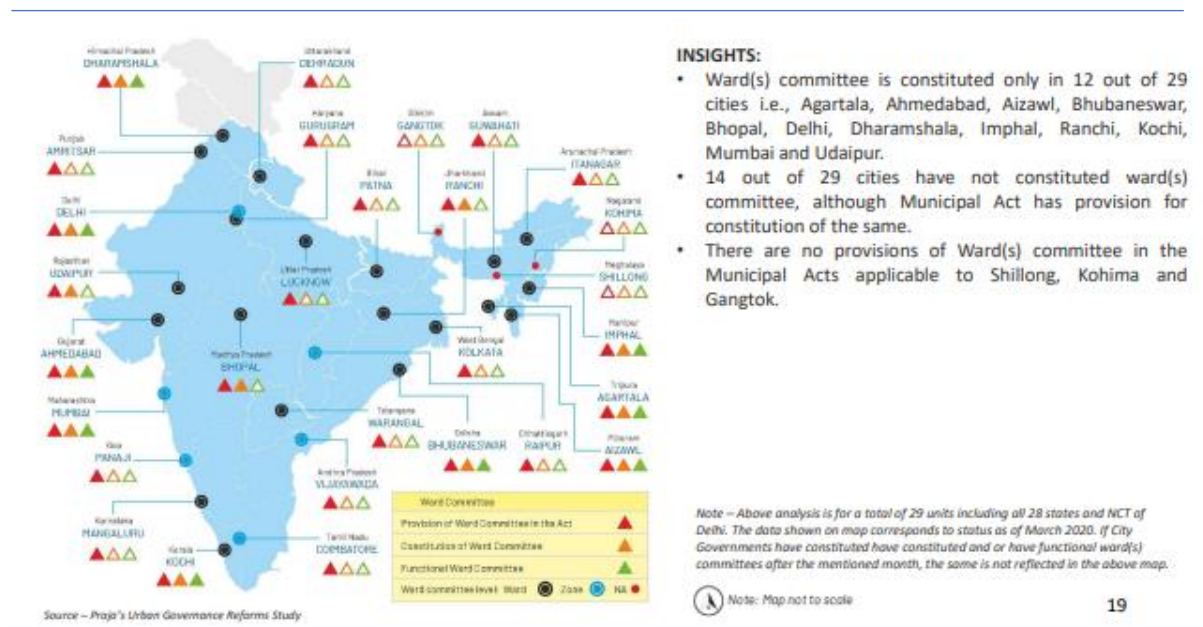 Himachal Pradesh
DHARAMSHALA
Uttarakhand
DEHRADUN
Haryana
GURUGRAM
Sikkim
GANGTOK
Assam
GUWAHATI
Punjab
AMRITSAR
Arunachal Pradesh
ITANAGAR
Bihar
PATNA
Jharkhand
RANCHI
Delhi
DELHI
Nagaland
KOHIMA
Rajasthan
UDAIPUR
Uttar Pradesh
LUCKNOW
Meghalaya
SHILLONG
Gujarat
AHMEDABAD
Madhya Pradesh
BHOPAL
West Bengal
KOLKATA
Manipur
IMPHAL
Maharashtra
MUMBAI
Tripura
AGARTALA
Telangana
WARANGAL
Odisha
BHUBANESWAR
Chhattisgarh
RAIPUR
Mizoram
AIZAWL
Goa
PANAJI
Andhra Pradesh
VIJAYAWADA
Karnataka
MANGALURU
Kerala
KOCHI
Tamil Nadu
COIMBATORE
Ward Committee
Provision of Ward Committee in the Act
Constitution of Ward Committee
Functional Ward Committee
Ward committee level: Ward Zone NA
Source – Praja's Urban Governance Reforms Study
INSIGHTS:
• Ward(s) committee is constituted only in 12 out of 29
cities i.e., Agartala, Ahmedabad, Aizawl, Bhubaneswar,
Bhopal, Delhi, Dharamshala, Imphal, Ranchi, Kochi,
Mumbai and Udaipur.
• 14 out of 29 cities have not constituted ward(s)
committee, although Municipal Act has provision for
constitution of the same.
• There are no provisions of Ward(s) committee in the
Municipal Acts applicable to Shillong, Kohima and
Gangtok.
Note – Above analysis is for a total of 29 units including all 28 states and NCT of
Delhi. The data shown on map corresponds to status as of March 2020. If City
Governments have constituted have constituted and or have functional ward(s)
committees after the mentioned month, the same is not reflected in the above map.
Note: Map not to scale
19